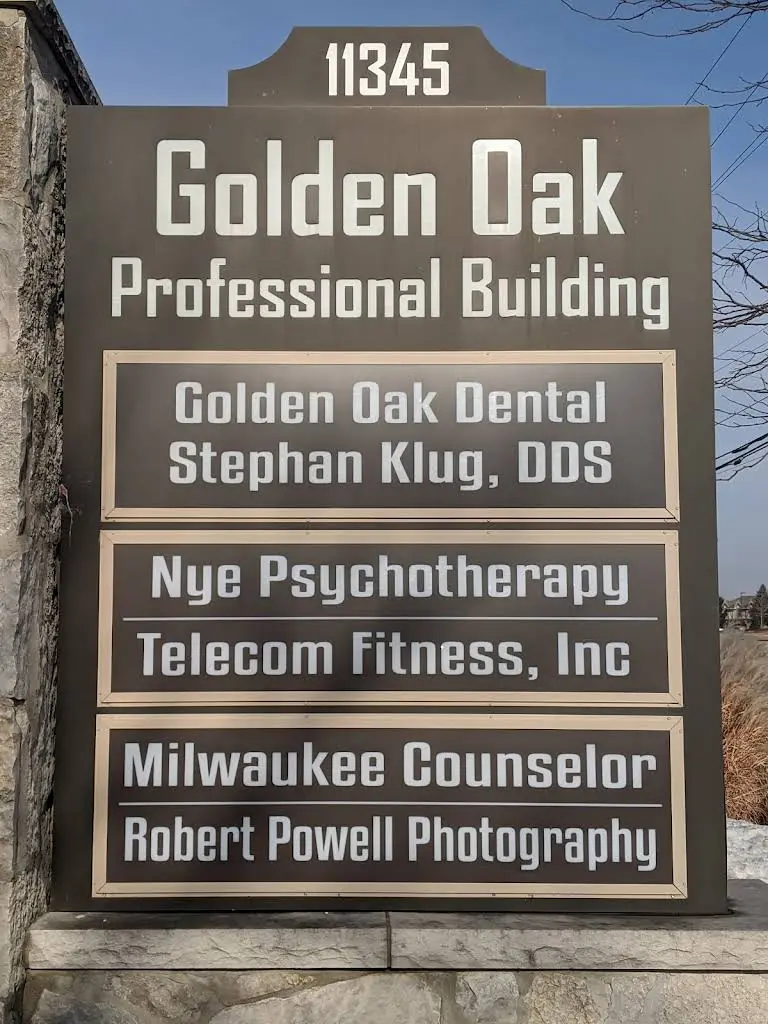 11345
Golden Oak
Professional Building
Golden Oak Dental
Stephan Klug, DDS
Nye Psychotherapy
Telecom Fitness, Inc
Milwaukee Counselor
Robert Powell Photography